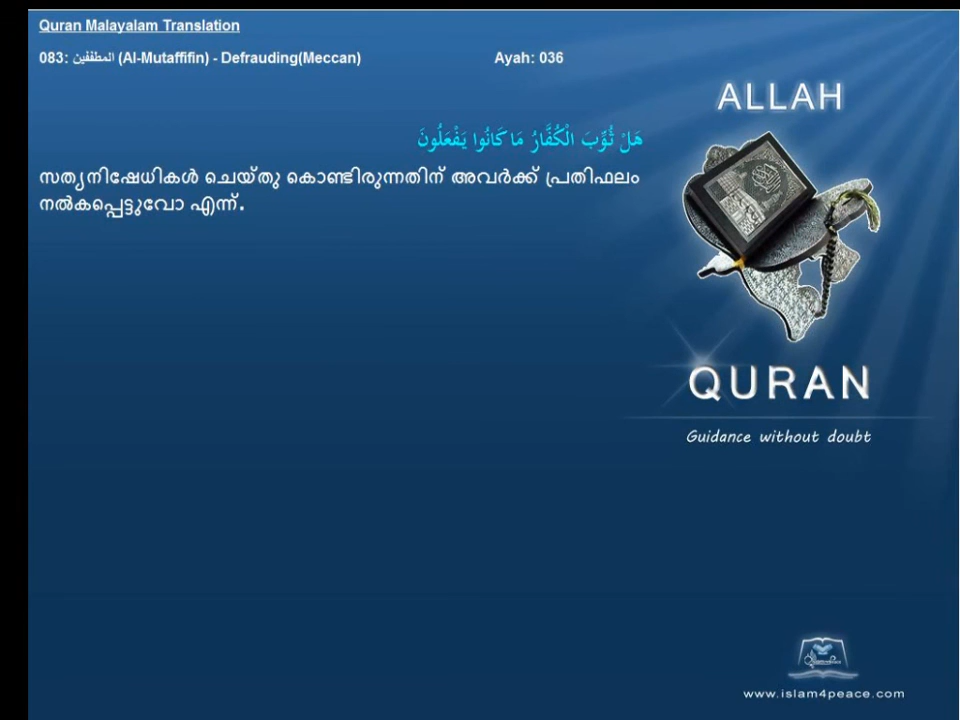 Quran Malayalam Translation
083: المطففين (Al-Mutaffifin) - Defrauding(Meccan) Ayah: 036
هَلْ ثُوِّبَ الْكُفَّارُ مَا كَانُوا يَفْعَلُونَ
സത്യനിഷേധികള്‍ ചെയ്തു കൊണ്ടിരുന്നതിന് അവര്‍ക്ക് പ്രതിഫലം
നല്‍കപ്പെട്ടുവോ എന്ന്‌.
ALLAH
QURAN
Guidance without doubt
www.islam4peace.com